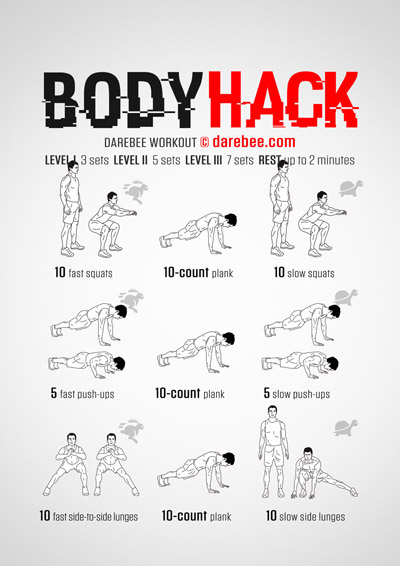 BODYHACK
DAREBEE WORKOUT © darebee.com
LEVEL I 3 sets LEVEL II 5 sets LEVEL III 7 sets REST up to 2 minutes
10 fast squats
10-count plank
10 slow squats
5 fast push-ups
10-count plank
5 slow push-ups
10 fast side-to-side lunges
10-count plank
10 slow side lunges